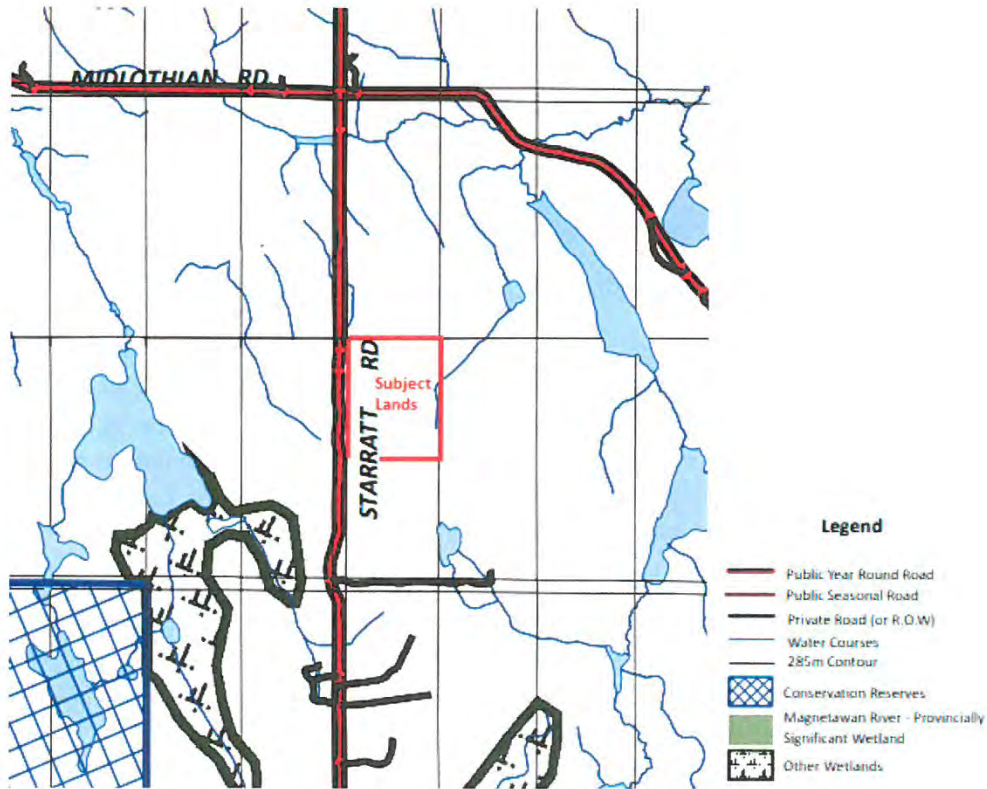 MIDLOTHIAN RD
STARRATT RD
Subject
Lands
Legend
Public Year Round Road
Public Seasonal Road
Private Road (or R.O.W)
Water Courses
285m Contour
Conservation Reserves
Magnetawan River - Provincially
Significant Wetland
Other Wetlands